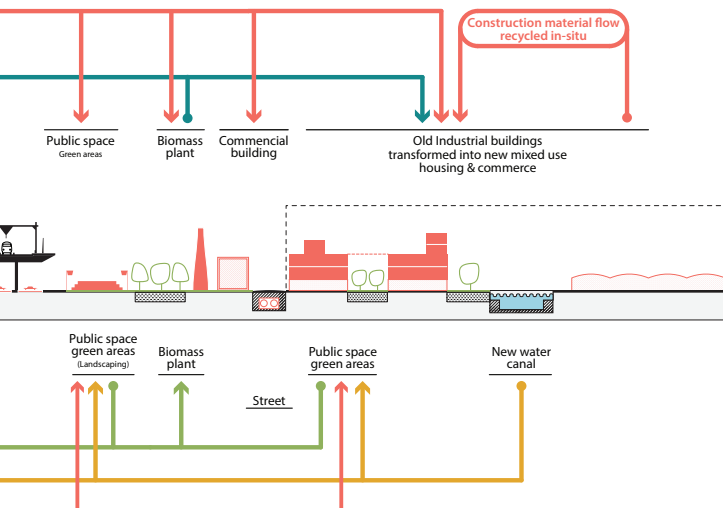 Construction material flow
recycled in-situ
Public space
Green areas
Biomass
plant
Commencial
building
Old Industrial buildings
transformed into new mixed use
housing & commerce
Public space
green areas
(Landscaping)
Biomass
plant
Street
Public space
green areas
New water
canal